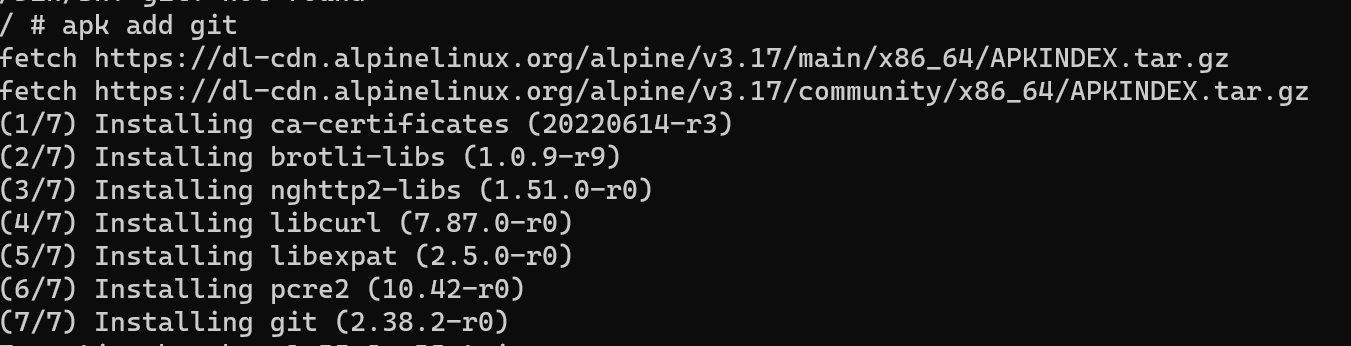 / # apk add git
fetch https://dl-cdn.alpinelinux.org/alpine/v3.17/main/x86_64/APKINDEX.tar.gz
fetch https://dl-cdn.alpinelinux.org/alpine/v3.17/community/x86_64/APKINDEX.tar.gz
(1/7) Installing ca-certificates (20220614-r3)
(2/7) Installing brotli-libs (1.0.9-r9)
(3/7) Installing nghttp2-libs (1.51.0-r0)
(4/7) Installing libcurl (7.87.0-r0)
(5/7) Installing libexpat (2.5.0-r0)
(6/7) Installing pcre2 (10.42-r0)
(7/7) Installing git (2.38.2-r0)